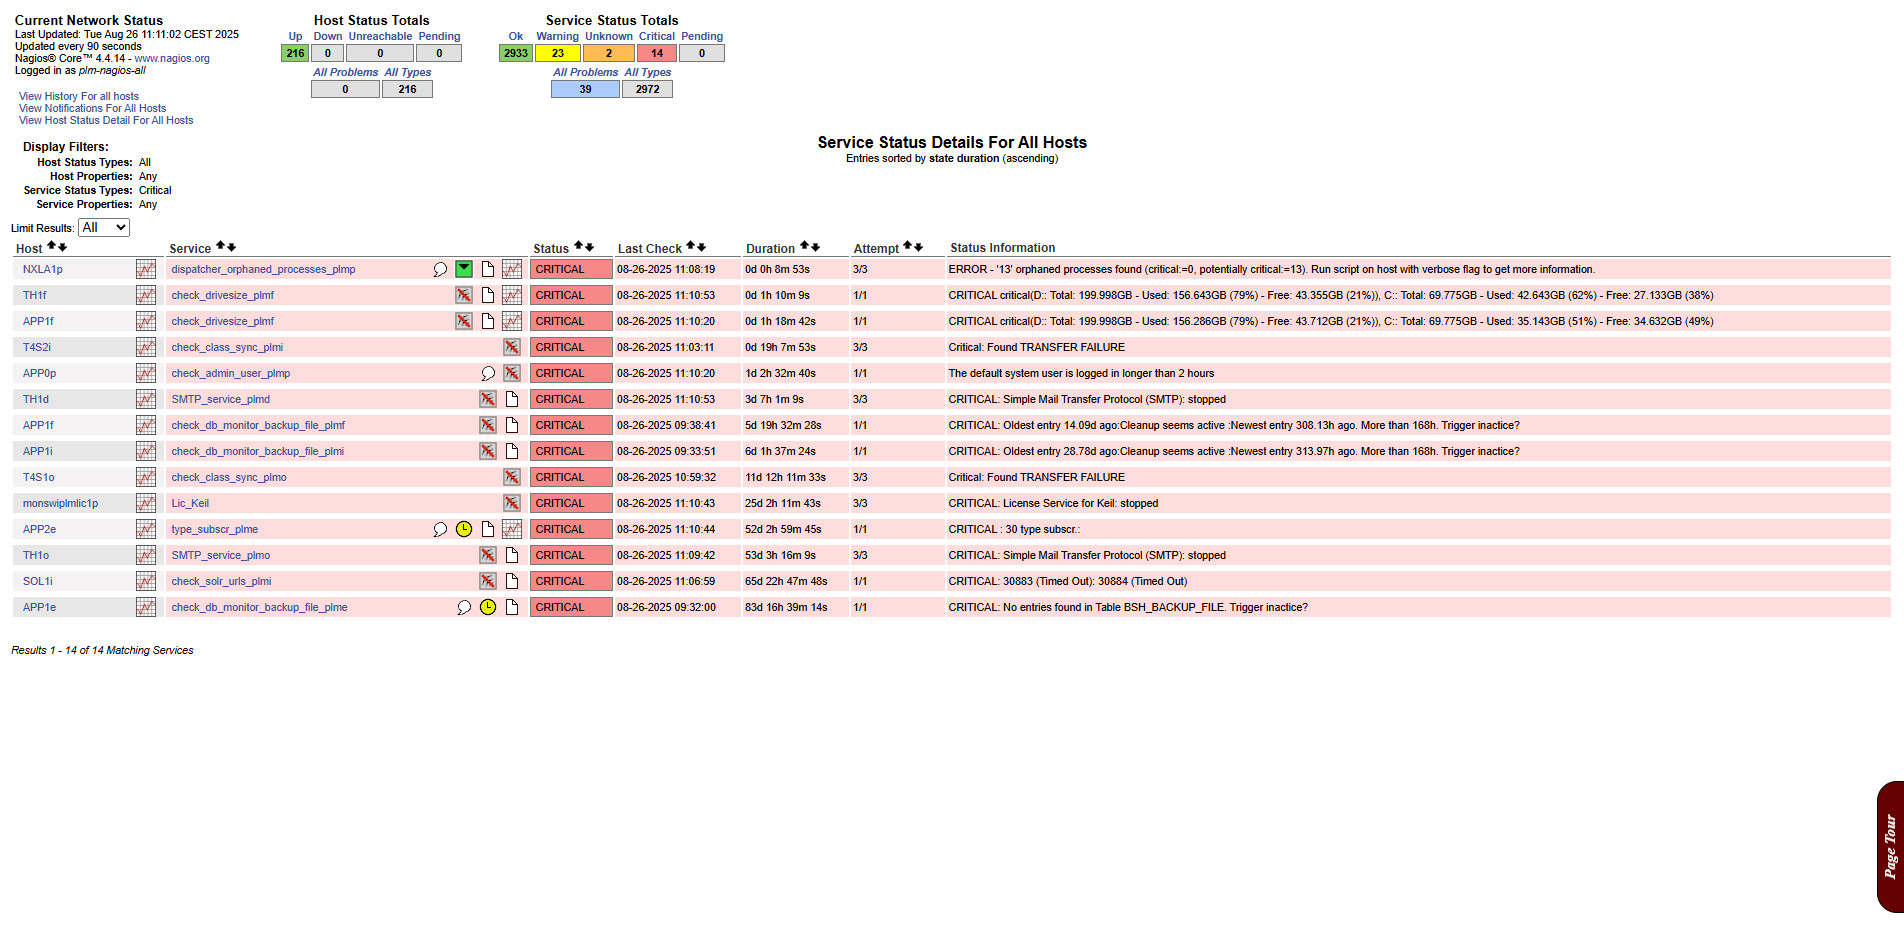 Current Network Status
Last Updated: Tue Aug 26 11:11:02 CEST 2025
Updated every 90 seconds
Nagios® Core™ 4.4.14 - www.nagios.org
Logged in as plm-nagios-all
View History For all hosts
View Notifications For All Hosts
View Host Status Detail For All Hosts
Host Status Totals
Up Down Unreachable Pending
216 0 0 0
All Problems All Types
0 216
Service Status Totals
Ok Warning Unknown Critical Pending
2933 23 2 14 0
All Problems All Types
39 2972
Service Status Details For All Hosts
Entries sorted by state duration (ascending)
Display Filters:
Host Status Types: All
Host Properties: Any
Service Status Types: Critical
Service Properties: Any
Limit Results: All
Host Service Status Last Check Duration Attempt Status Information
NXLA1p dispatcher_orphaned_processes_plmp CRITICAL 08-26-2025 11:08:19 0d 0h 8m 53s 3/3 ERROR - '13' orphaned processes found (critical:=0, potentially critical:=13). Run script on host with verbose flag to get more information.
TH1f check_drivesize_plmf CRITICAL 08-26-2025 11:10:53 0d 1h 10m 9s 1/1 CRITICAL critical(D:: Total: 199.998GB - Used: 156.643GB (79%) - Free: 43.355GB (21%)), C:: Total: 69.775GB - Used: 42.643GB (62%) - Free: 27.133GB (38%)
APP1f check_drivesize_plmf CRITICAL 08-26-2025 11:10:20 0d 1h 18m 42s 1/1 CRITICAL critical(D:: Total: 199.998GB - Used: 156.286GB (79%) - Free: 43.712GB (21%)), C:: Total: 69.775GB - Used: 35.143GB (51%) - Free: 34.632GB (49%)
T4S2i check_class_sync_plmi CRITICAL 08-26-2025 11:03:11 0d 19h 7m 53s 3/3 Critical: Found TRANSFER FAILURE
APP0p check_admin_user_plmp CRITICAL 08-26-2025 11:10:20 1d 2h 32m 40s 1/1 The default system user is logged in longer than 2 hours
TH1d SMTP_service_plmd CRITICAL 08-26-2025 11:10:53 3d 7h 1m 9s 3/3 CRITICAL: Simple Mail Transfer Protocol (SMTP): stopped
APP1f check_db_monitor_backup_file_plmf CRITICAL 08-26-2025 09:38:41 5d 19h 32m 28s 1/1 CRITICAL: Oldest entry 14.09d ago:Cleanup seems active :Newest entry 308.13h ago. More than 168h. Trigger inactice?
APP1i check_db_monitor_backup_file_plmi CRITICAL 08-26-2025 09:33:51 6d 1h 37m 24s 1/1 CRITICAL: Oldest entry 28.78d ago:Cleanup seems active :Newest entry 313.97h ago. More than 168h. Trigger inactice?
T4S1o check_class_sync_plmo CRITICAL 08-26-2025 10:59:32 11d 12h 11m 33s 3/3 Critical: Found TRANSFER FAILURE
monswiplmlic1p Lic_Keil CRITICAL 08-26-2025 11:10:43 25d 2h 11m 43s 3/3 CRITICAL: License Service for Keil: stopped
APP2e type_subscr_plme CRITICAL 08-26-2025 11:10:44 52d 2h 59m 45s 1/1 CRITICAL : 30 type subscr.:
TH1o SMTP_service_plmo CRITICAL 08-26-2025 11:09:42 53d 3h 16m 9s 3/3 CRITICAL: Simple Mail Transfer Protocol (SMTP): stopped
SOL1i check_solr_urls_plmi CRITICAL 08-26-2025 11:06:59 65d 22h 47m 48s 1/1 CRITICAL: 30883 (Timed Out): 30884 (Timed Out)
APP1e check_db_monitor_backup_file_plme CRITICAL 08-26-2025 09:32:00 83d 16h 39m 14s 1/1 CRITICAL: No entries found in Table BSH_BACKUP_FILE. Trigger inactice?
Results 1 - 14 of 14 Matching Services
Page Tour